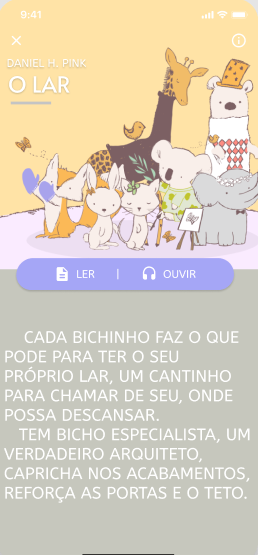 9:41
DANIEL H. PINK
O LAR
LER | OUVIR
CADA BICHINHO FAZ O QUE
PODE PARA TER O SEU
PRÓPRIO LAR, UM CANTINHO
PARA CHAMAR DE SEU, ONDE
POSSA DESCANSAR.
TEM BICHO ESPECIALISTA, UM
VERDADEIRO ARQUITETO,
CAPRICHA NOS ACABAMENTOS,
REFORÇA AS PORTAS E O TETO.